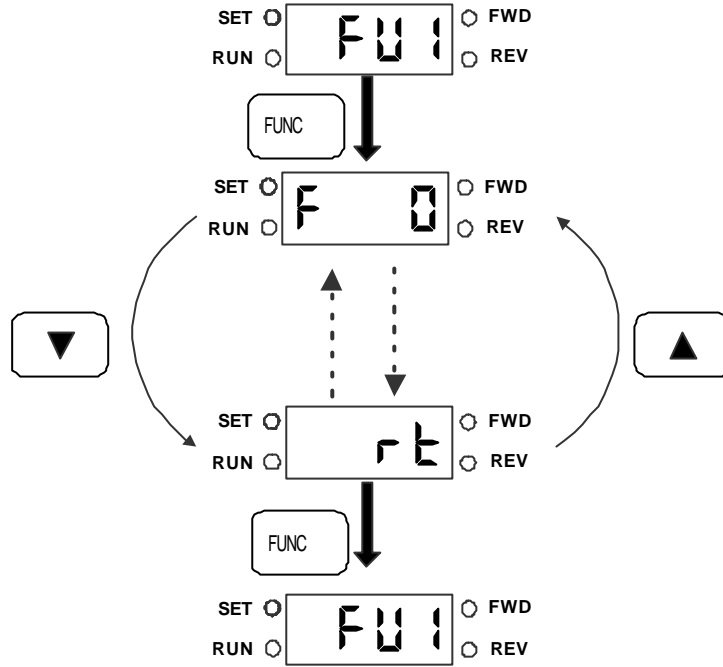 SET FU1 FWD
RUN REV
FUNC
SET F 0 FWD
RUN REV
▼ ▲
SET rt FWD
RUN REV
FUNC
SET FU1 FWD
RUN REV